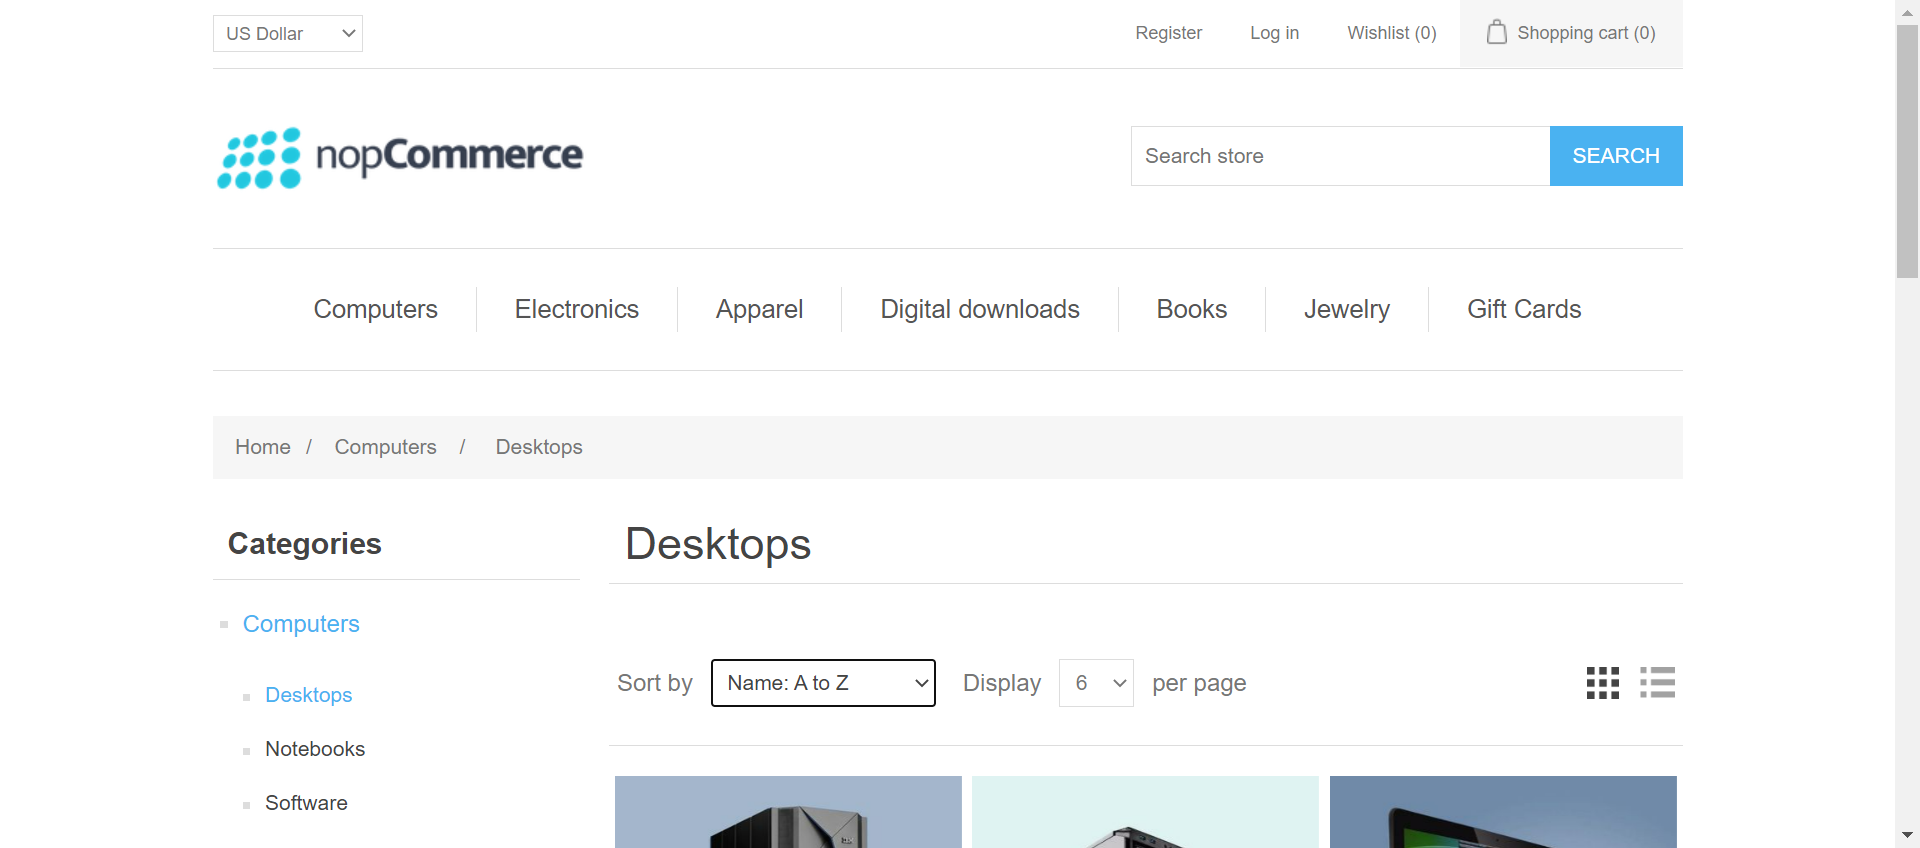 US Dollar
Register
Log in
Wishlist (0)
Shopping cart (0)
nopCommerce
Search store
SEARCH
Computers
Electronics
Apparel
Digital downloads
Books
Jewelry
Gift Cards
Home / Computers / Desktops
Categories
Computers
Desktops
Notebooks
Software
Desktops
Sort by Name: A to Z Display 6 per page